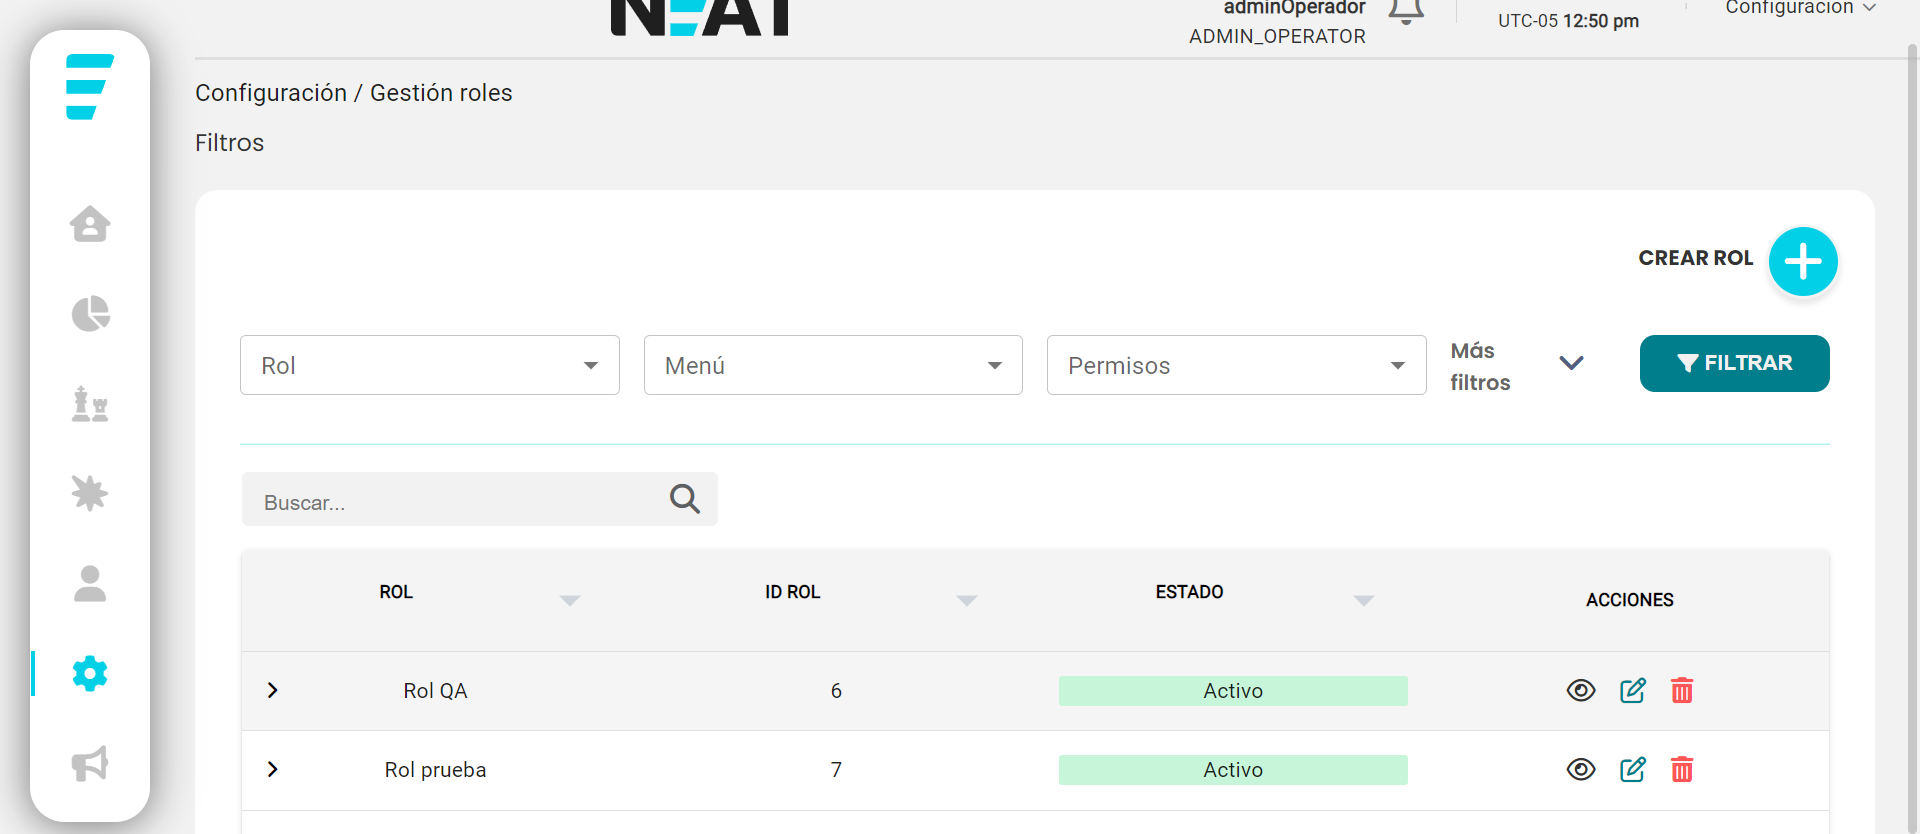 NEAT
adminOperador
ADMIN_OPERATOR
UTC-05 12:50 pm
Configuración
Configuración / Gestión roles
Filtros
CREAR ROL
Rol
Menú
Permisos
Más
filtros
FILTRAR
Buscar...
ROL
ID ROL
ESTADO
ACCIONES
Rol QA
6
Activo
Rol prueba
7
Activo